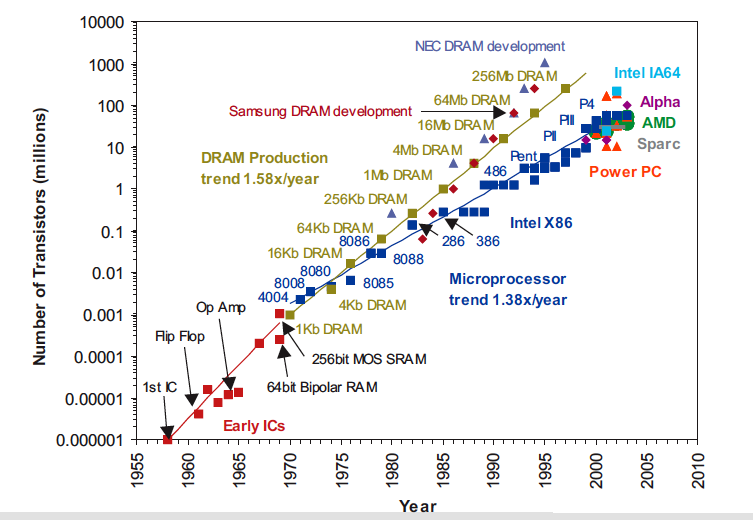 Number of Transistors (millions)
10000
1000
100
10
1
0.1
0.01
0.001
0.0001
0.00001
0.000001
NEC DRAM development
256Mb DRAM
Intel IA64
64Mb DRAM
P4
Alpha
Samsung DRAM development
16Mb DRAM
PIII
AMD
PII
Sparc
4Mb DRAM
Pent
DRAM Production
trend 1.58x/year
1Mb DRAM
486
Power PC
256Kb DRAM
Intel X86
64Kb DRAM
8086
286
386
16Kb DRAM
8088
8080
8008
8085
Microprocessor
trend 1.38x/year
4004
Op Amp
4Kb DRAM
1Kb DRAM
Flip Flop
256bit MOS SRAM
1st IC
64bit Bipolar RAM
Early ICs
1955
1960
1965
1970
1975
1980
1985
1990
1995
2000
2005
2010
Year